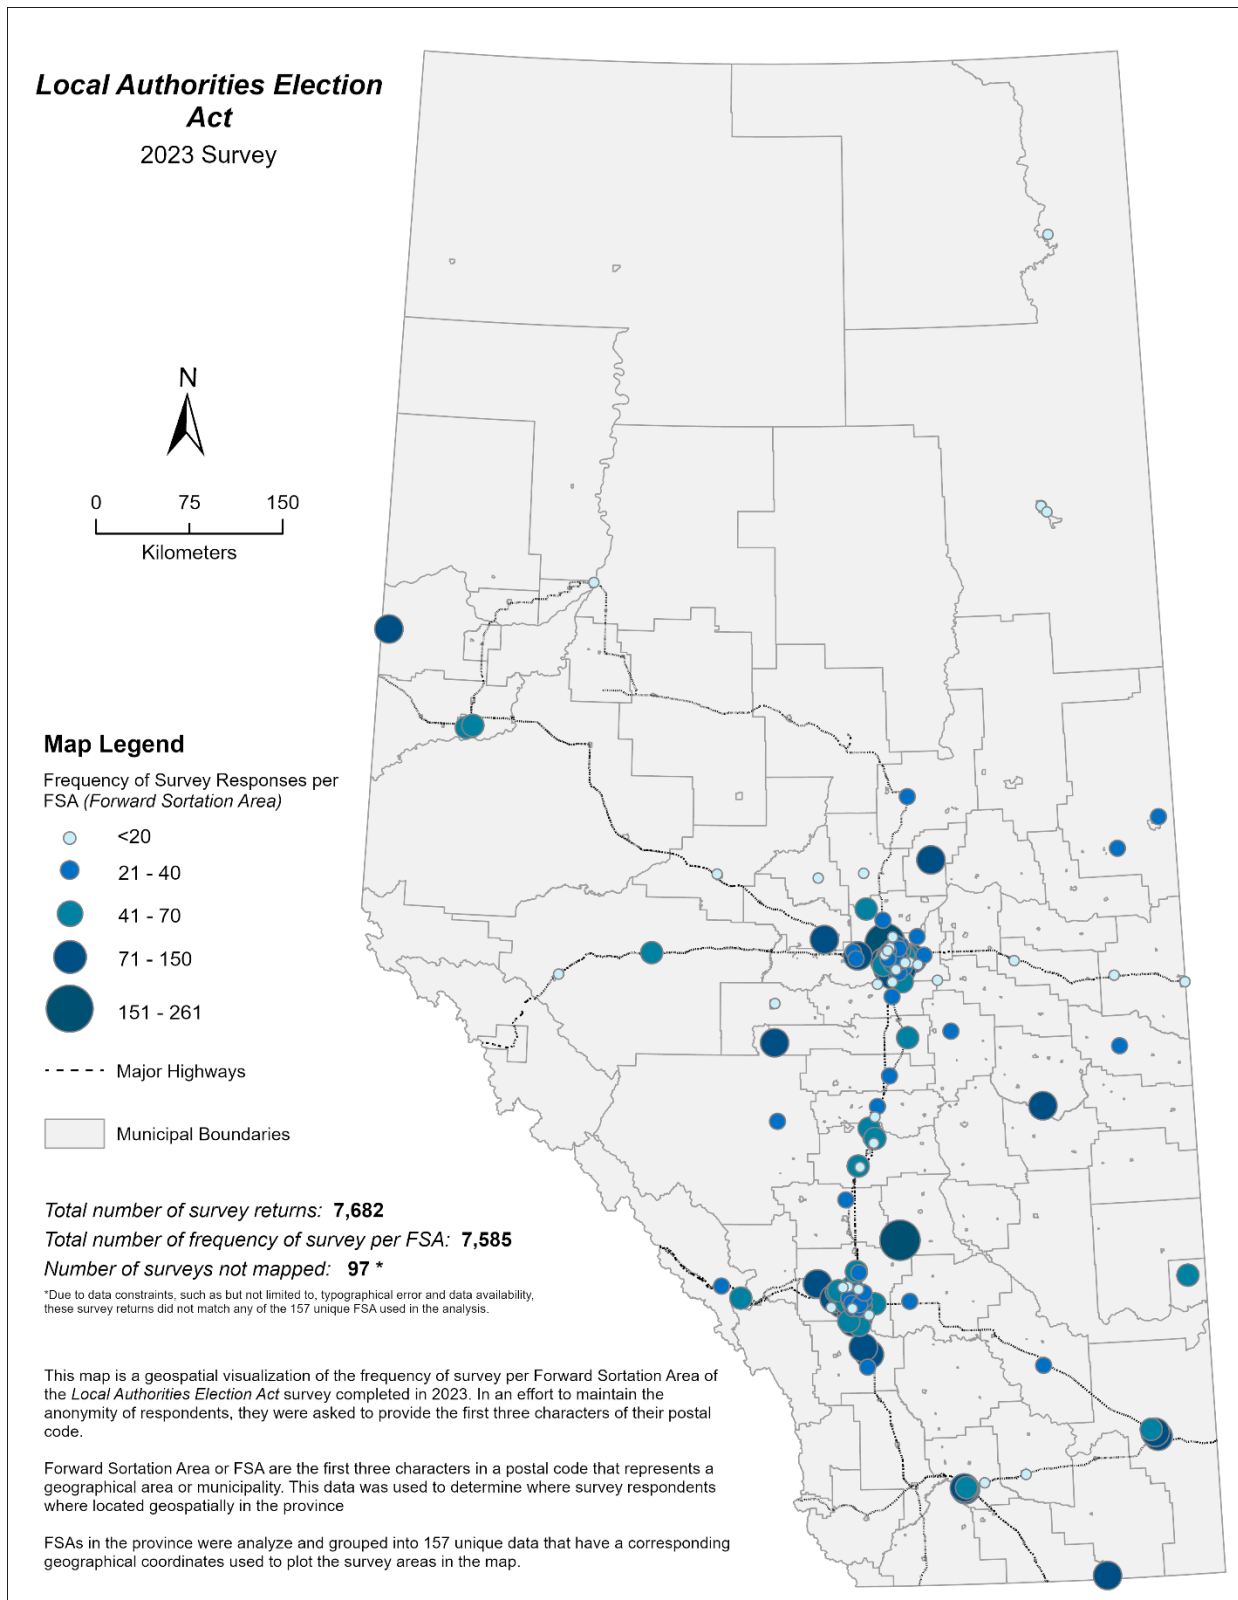 Local Authorities Election
Act
2023 Survey
N
0 75 150
Kilometers
Map Legend
Frequency of Survey Responses per
FSA (Forward Sortation Area)
<20
21 - 40
41 - 70
71 - 150
151 - 261
Major Highways
Municipal Boundaries
Total number of survey returns: 7,682
Total number of frequency of survey per FSA: 7,585
Number of surveys not mapped: 97 *
*Due to data constraints, such as but not limited to, typographical error and data availability,
these survey returns did not match any of the 157 unique FSA used in the analysis.
This map is a geospatial visualization of the frequency of survey per Forward Sortation Area of
the Local Authorities Election Act survey completed in 2023. In an effort to maintain the
anonymity of respondents, they were asked to provide the first three characters of their postal
code.
Forward Sortation Area or FSA are the first three characters in a postal code that represents a
geographical area or municipality. This data was used to determine where survey respondents
where located geospatially in the province
FSAs in the province were analyze and grouped into 157 unique data that have a corresponding
geographical coordinates used to plot the survey areas in the map.